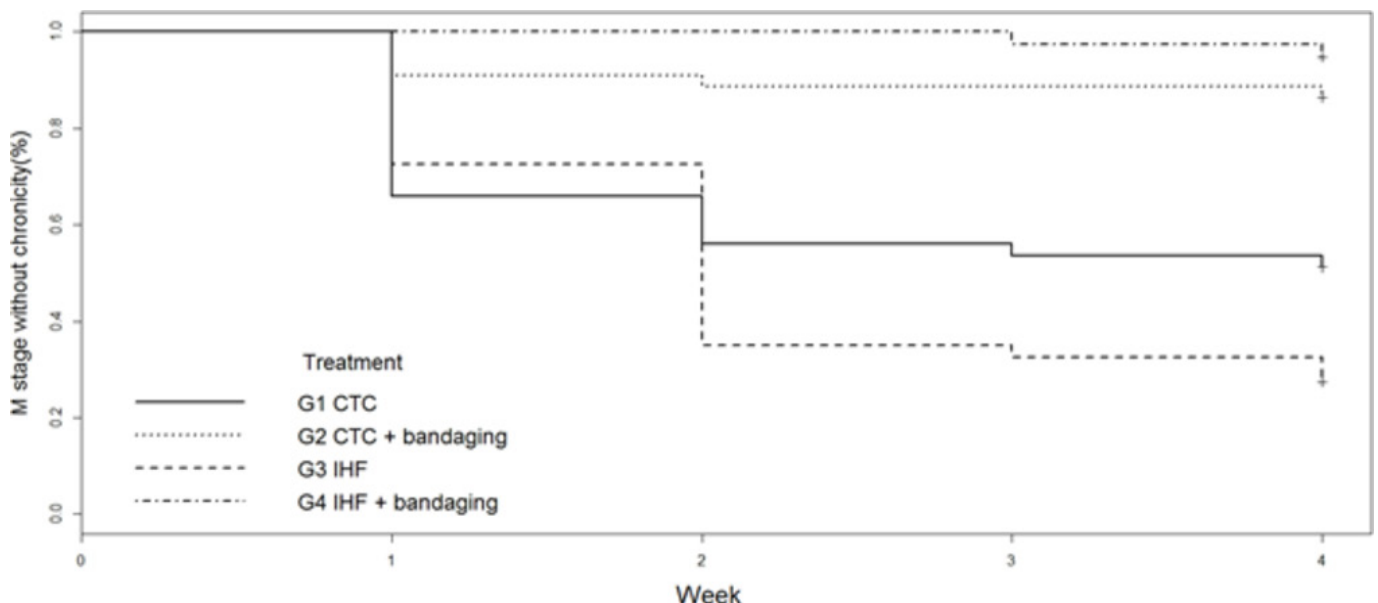 M stage without chronicity(%)
1.0
0.8
0.6
0.4
0.2
0.0
Treatment
G1 CTC
G2 CTC + bandaging
G3 IHF
G4 IHF + bandaging
0 1 2 3 4
Week